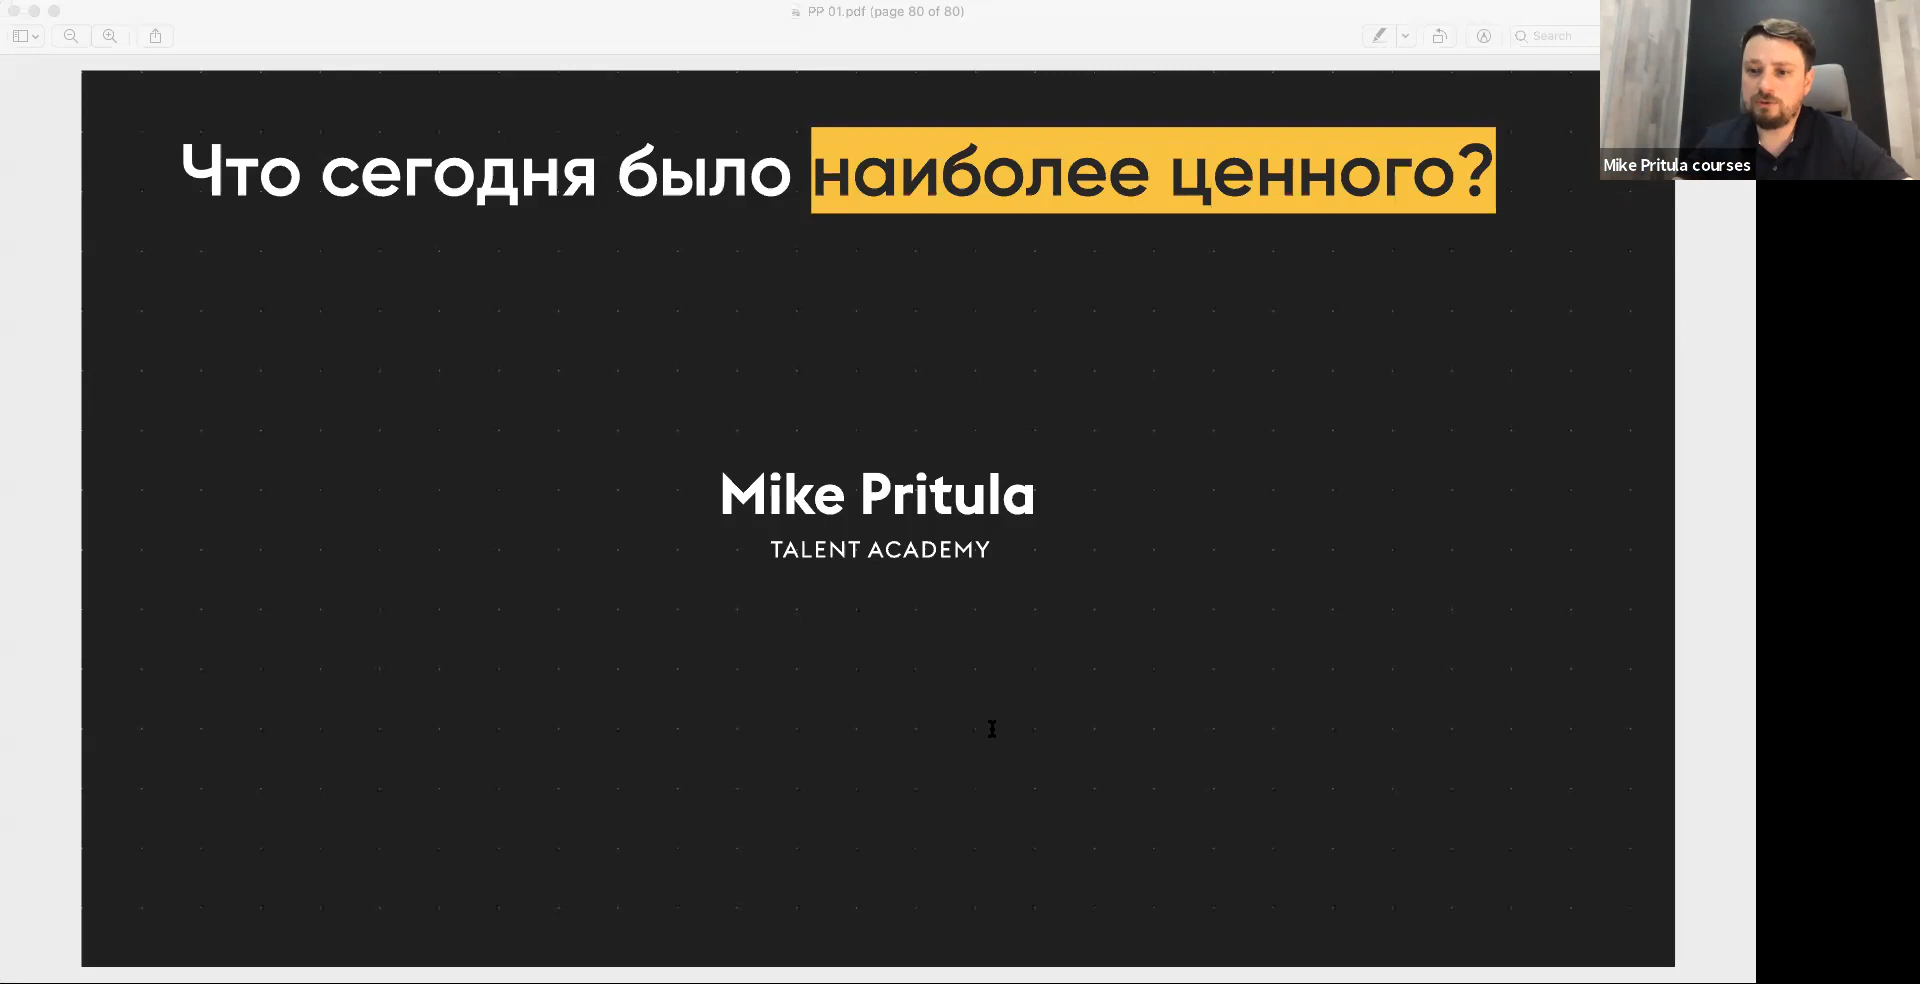 PP 01.pdf (page 80 of 80)
Search
Mike Pritula courses
Что сегодня было наиболее ценного?
Mike Pritula
TALENT ACADEMY